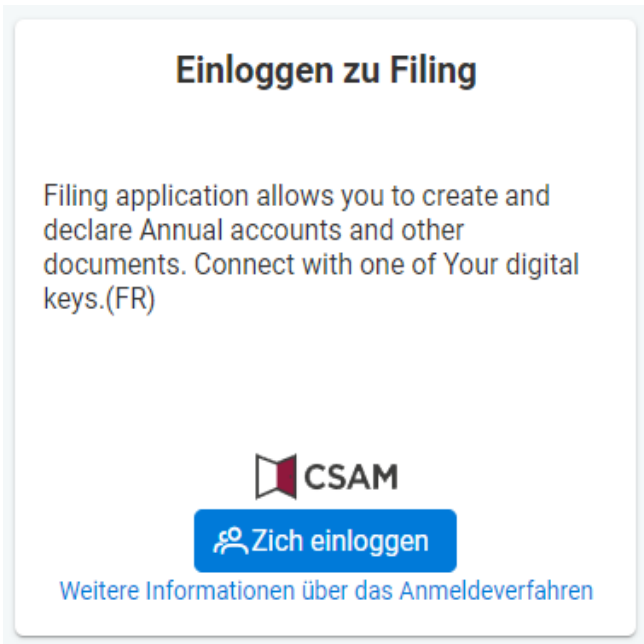 Einloggen zu Filing
Filing application allows you to create and
declare Annual accounts and other
documents. Connect with one of Your digital
keys.(FR)
CSAM
Zich einloggen
Weitere Informationen über das Anmeldeverfahren